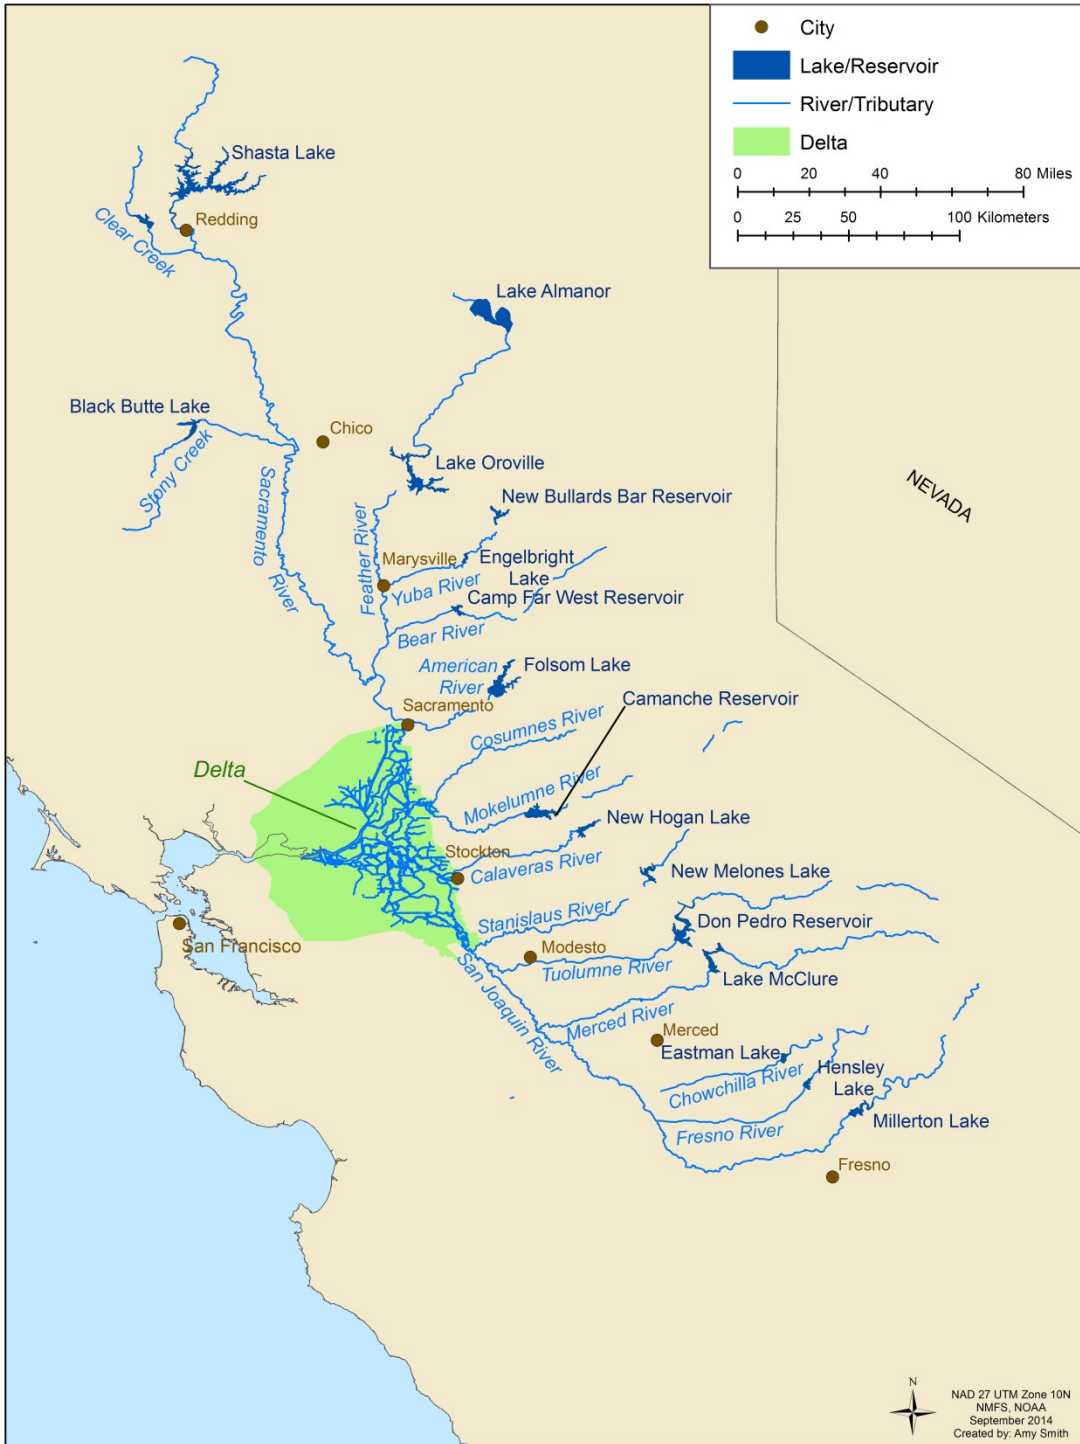 City
Lake/Reservoir
River/Tributary
Delta
0 20 40 80 Miles
0 25 50 100 Kilometers
Shasta Lake
Redding
Clear Creek
Lake Almanor
Black Butte Lake
Chico
Stony Creek
Lake Oroville
Sacramento
River
New Bullards Bar Reservoir
NEVADA
Feather River
Marysville
Engelbright
Lake
Yuba River
Camp Far West Reservoir
Bear River
American
River
Folsom Lake
Sacramento
Camanche Reservoir
Cosumnes River
Delta
Mokelumne River
New Hogan Lake
Stockton
Calaveras River
New Melones Lake
Stanislaus River
Don Pedro Reservoir
San Francisco
Modesto
Tuolumne River
Lake McClure
San Joaquin River
Merced River
Merced
Eastman Lake
Chowchilla River
Hensley
Lake
Fresno River
Millerton Lake
Fresno
N
NAD 27 UTM Zone 10N
NMFS, NOAA
September 2014
Created by: Amy Smith